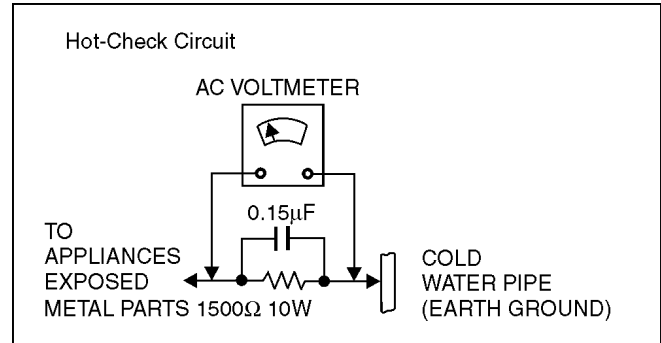 Hot-Check Circuit
AC VOLTMETER
0.15μF
TO
APPLIANCES
EXPOSED
METAL PARTS 1500Ω 10W
COLD
WATER PIPE
(EARTH GROUND)